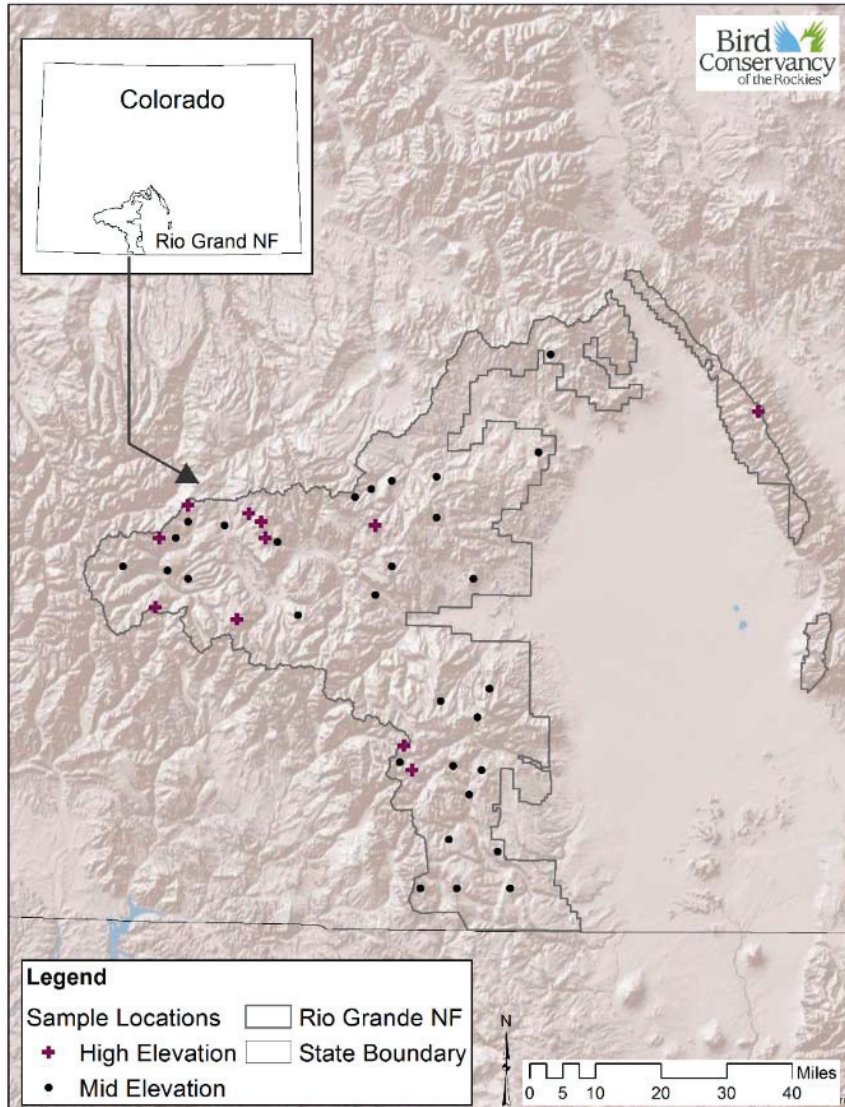 Bird
Conservancy
of the Rockies
Colorado
Rio Grand NF
Legend
Sample Locations
Rio Grande NF
High Elevation
State Boundary
Mid Elevation
N
Miles
0 5 10 20 30 40